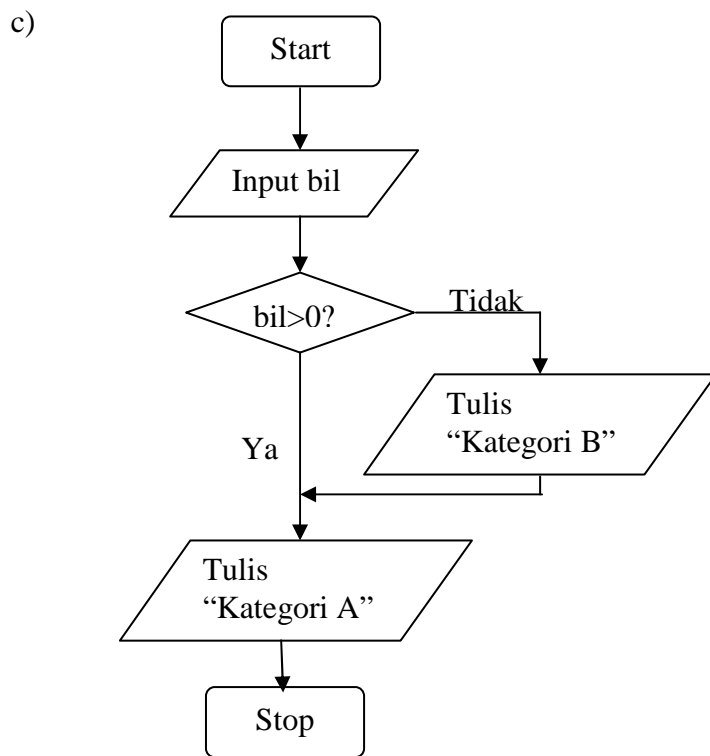 c)
Start
Input bil
bil>0?
Tidak
Tulis
“Kategori B”
Ya
Tulis
“Kategori A”
Stop